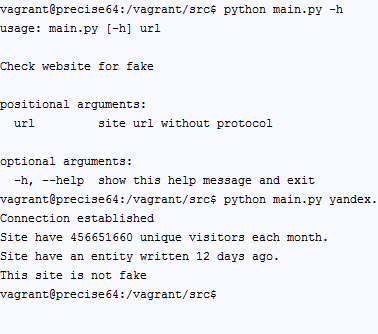 vagrant@precise64:/vagrant/src$ python main.py -h
usage: main.py [-h] url
Check website for fake
positional arguments:
url site url without protocol
optional arguments:
-h, --help show this help message and exit
vagrant@precise64:/vagrant/src$ python main.py yandex.
Connection established
Site have 456651660 unique visitors each month.
Site have an entity written 12 days ago.
This site is not fake
vagrant@precise64:/vagrant/src$